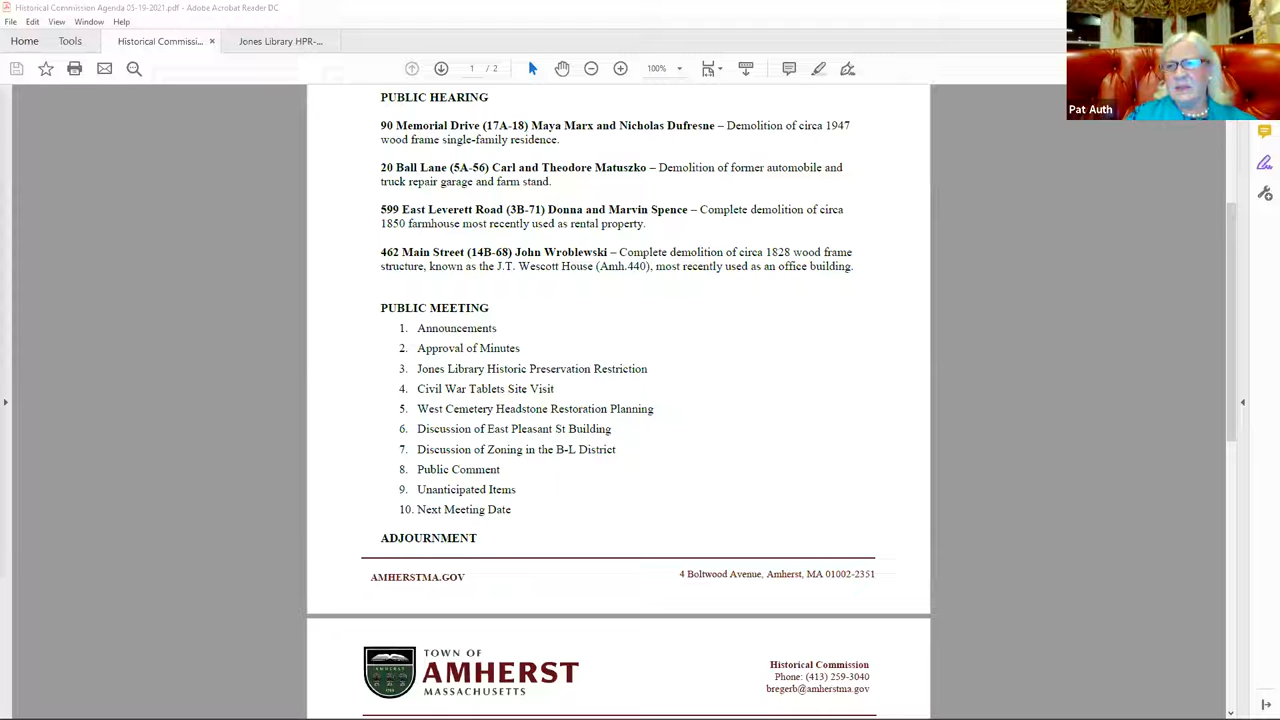 Historical Commission Agenda 05-19-2021.pdf - Adobe Acrobat Reader DC
File Edit View Window Help
Home Tools Historical Commissi... × Jones Library HPR-...
1 / 2 100%
PUBLIC HEARING
90 Memorial Drive (17A-18) Maya Marx and Nicholas Dufresne – Demolition of circa 1947
wood frame single-family residence.
20 Ball Lane (5A-56) Carl and Theodore Matuszko – Demolition of former automobile and
truck repair garage and farm stand.
599 East Leverett Road (3B-71) Donna and Marvin Spence – Complete demolition of circa
1850 farmhouse most recently used as rental property.
462 Main Street (14B-68) John Wroblewski – Complete demolition of circa 1828 wood frame
structure, known as the J.T. Wescott House (Amh.440), most recently used as an office building.
PUBLIC MEETING
1. Announcements
2. Approval of Minutes
3. Jones Library Historic Preservation Restriction
4. Civil War Tablets Site Visit
5. West Cemetery Headstone Restoration Planning
6. Discussion of East Pleasant St Building
7. Discussion of Zoning in the B-L District
8. Public Comment
9. Unanticipated Items
10. Next Meeting Date
ADJOURNMENT
AMHERSTMA.GOV
4 Boltwood Avenue, Amherst, MA 01002-2351
TOWN OF
AMHERST
MASSACHUSETTS
Historical Commission
Phone: (413) 259-3040
bregerb@amherstma.gov
Pat Auth